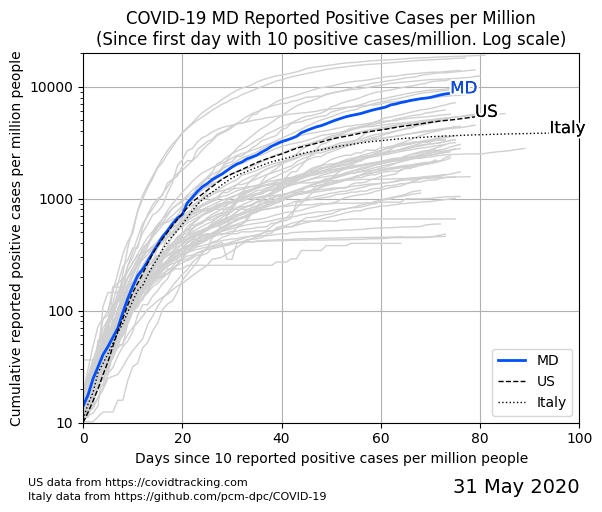 COVID-19 MD Reported Positive Cases per Million
(Since first day with 10 positive cases/million. Log scale)
Cumulative reported positive cases per million people
10000
1000
100
10
MD
US
Italy
MD
US
Italy
0 20 40 60 80 100
Days since 10 reported positive cases per million people
US data from https://covidtracking.com
Italy data from https://github.com/pcm-dpc/COVID-19
31 May 2020